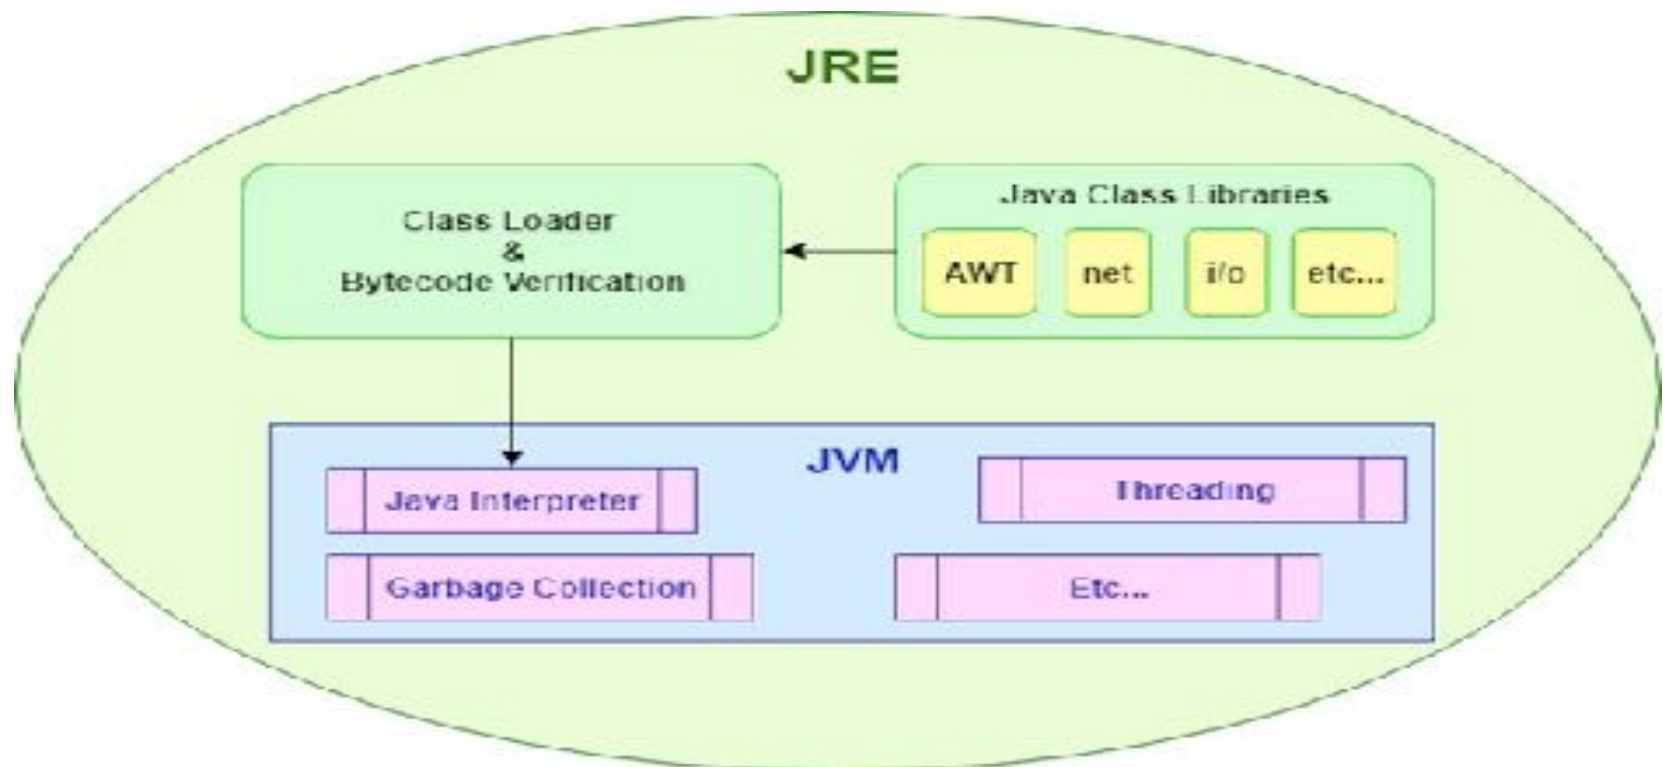 JRE
Class Loader
&
Bytecode Verification
Java Class Libraries
AWT
net
i/o
etc...
JVM
Java Interpreter
Threading
Garbage Collection
Etc...